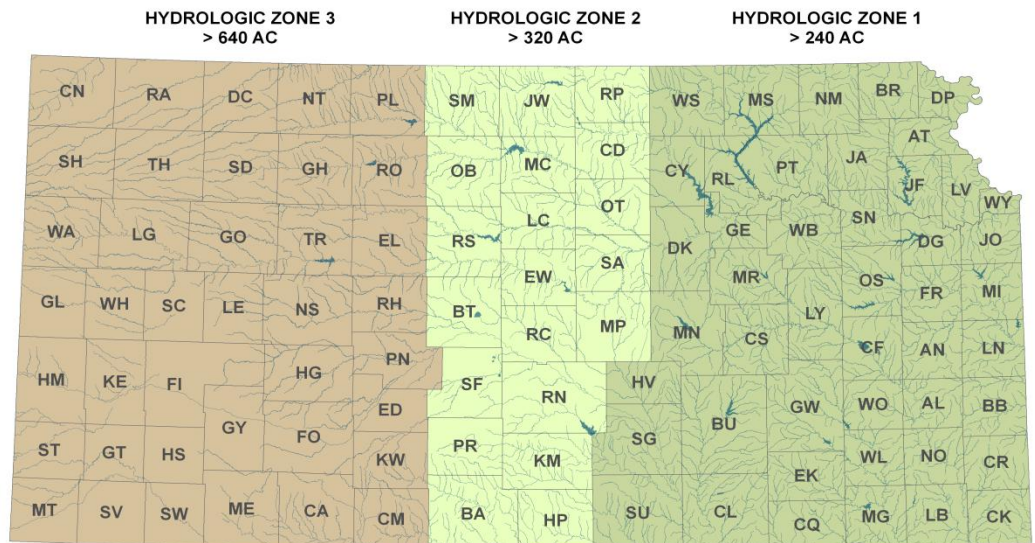 HYDROLOGIC ZONE 3 HYDROLOGIC ZONE 2 HYDROLOGIC ZONE 1
> 640 AC > 320 AC > 240 AC
CN RA DC NT PL SM JW RP WS MS NM BR DP
SH TH SD GH RO OB MC CD CY RL PT JA AT JF LV WY
WA LG GO TR EL RS LC OT DK GE WB SN DG JO
GL WH SC LE NS RH BT EW SA MR LY OS FR MI
RC MP MN CS CF AN LN
HM KE FI HG PN SF RN HV BU GW WO AL BB
GY ED
ST GT HS FO KW PR KM SG EK WL NO CR
MT SV SW ME CA CM BA HP SU CL CQ MG LB CK